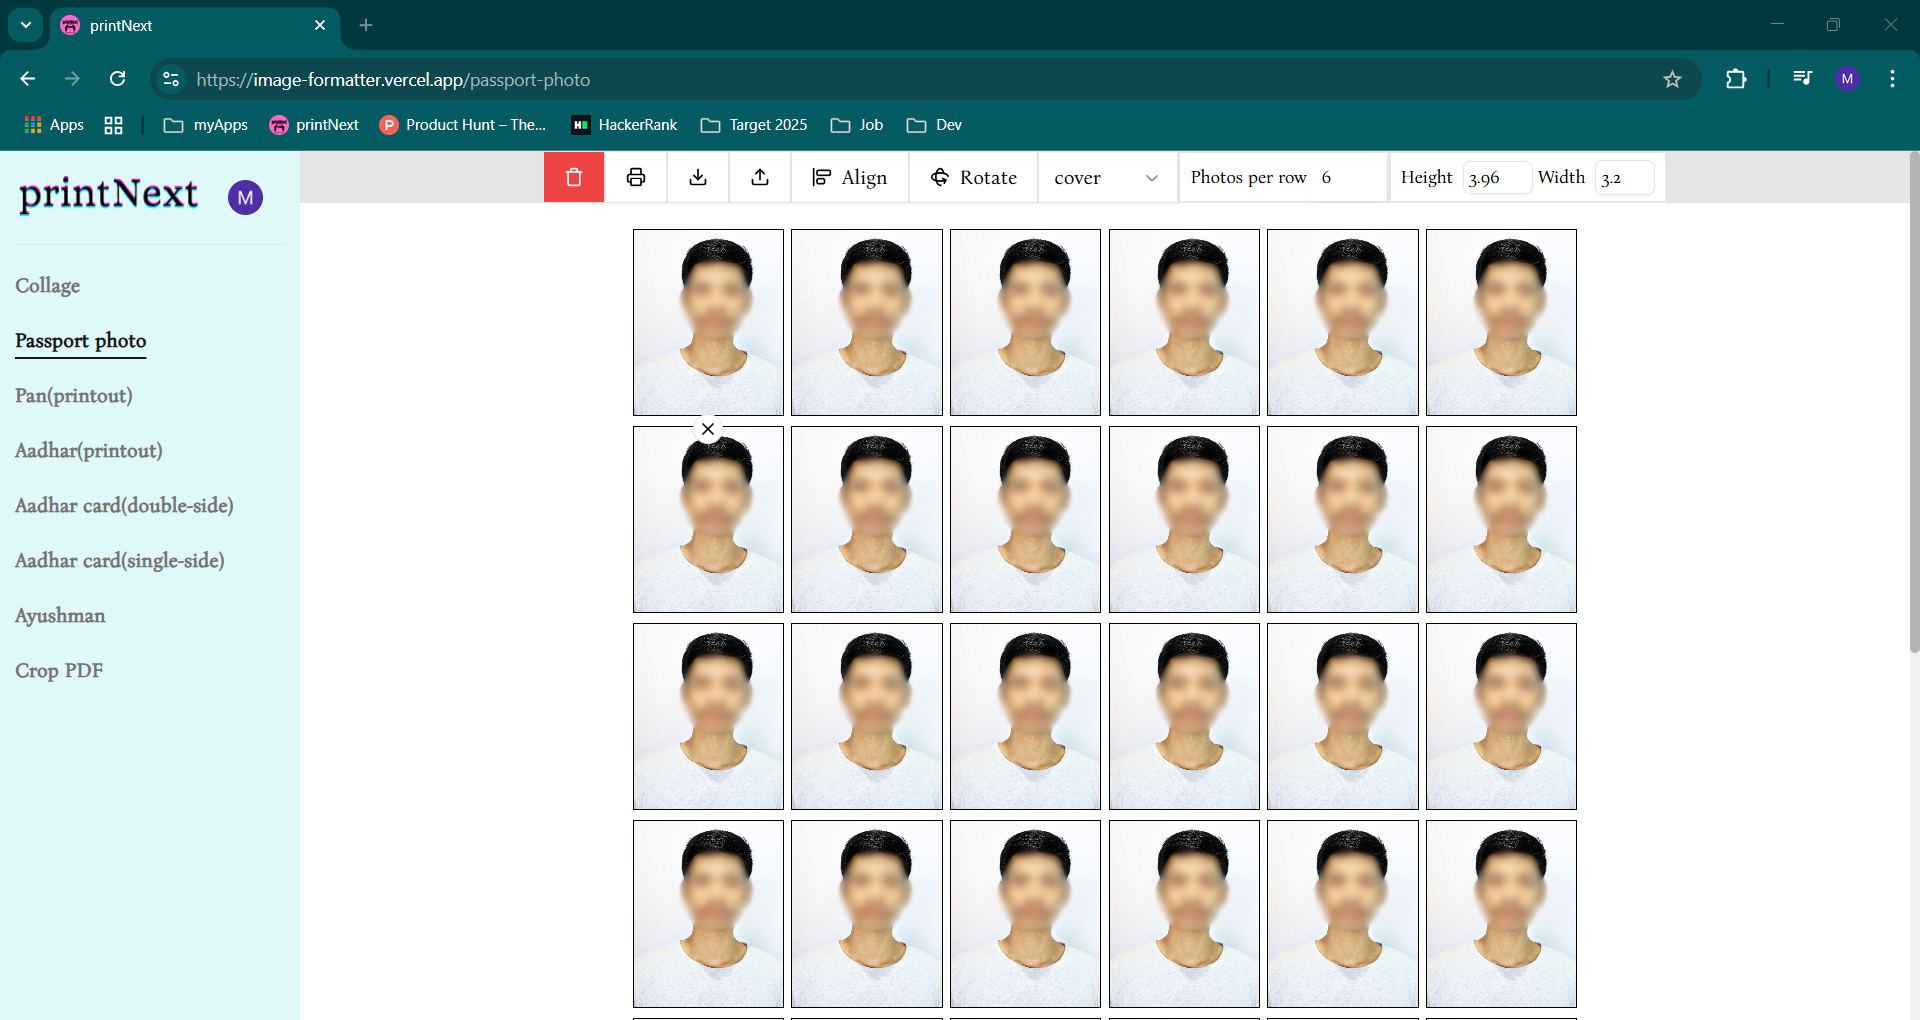 printNext
https://image-formatter.vercel.app/passport-photo
M
Apps
myApps
printNext
P Product Hunt – The...
H HackerRank
Target 2025
Job
Dev
printNext M
Align
Rotate
cover
Photos per row 6
Height 3.96
Width 3.2
Collage
Passport photo
Pan(printout)
Aadhar(printout)
Aadhar card(double-side)
Aadhar card(single-side)
Ayushman
Crop PDF